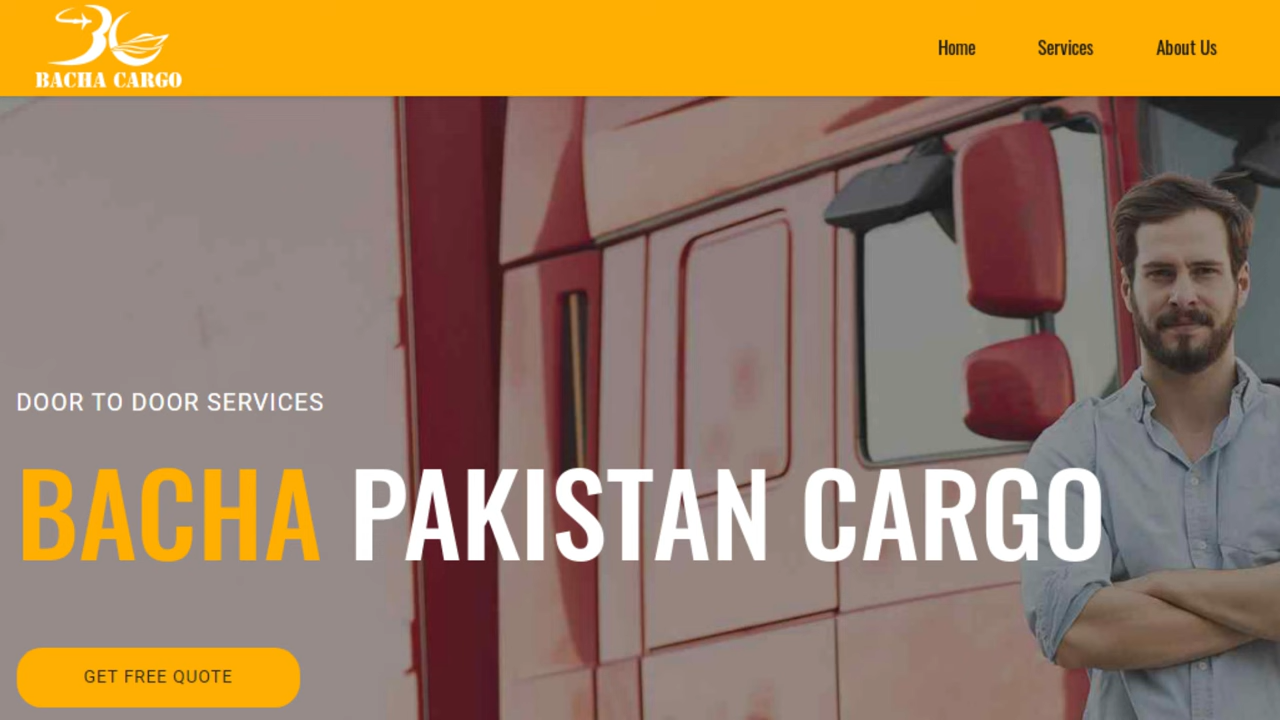 BACHA CARGO
Home Services About Us
DOOR TO DOOR SERVICES
BACHA PAKISTAN CARGO
GET FREE QUOTE